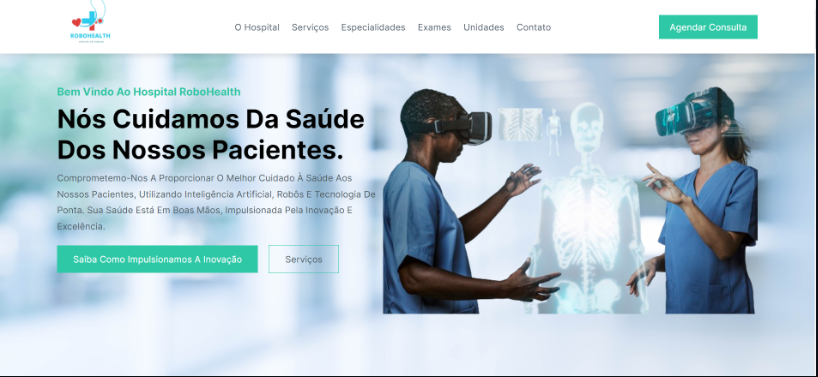 ROBOHEALTH
O Hospital Serviços Especialidades Exames Unidades Contato
Agendar Consulta
Bem Vindo Ao Hospital RoboHealth
Nós Cuidamos Da Saúde
Dos Nossos Pacientes.
Comprometemo-Nos A Proporcionar O Melhor Cuidado À Saúde Aos
Nossos Pacientes, Utilizando Inteligência Artificial, Robôs E Tecnologia De
Ponta. Sua Saúde Está Em Boas Mãos, Impulsionada Pela Inovação E
Excelência.
Saiba Como Impulsionamos A Inovação
Serviços